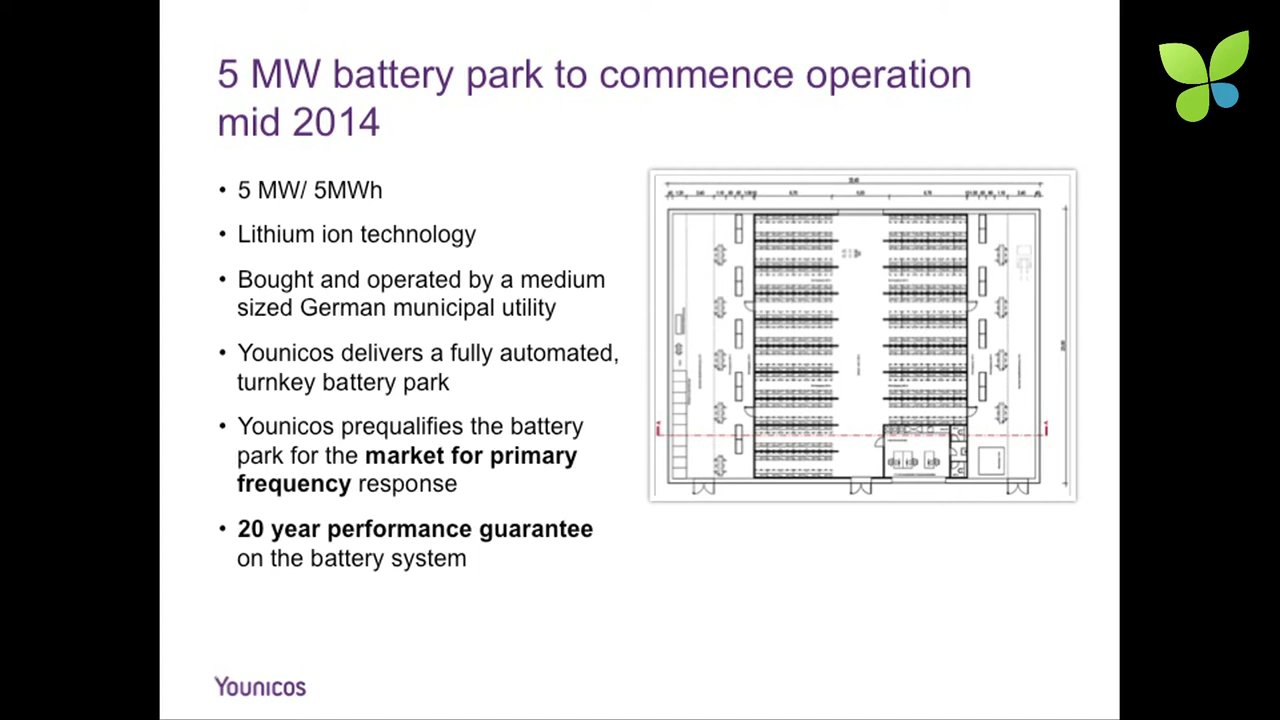 5 MW battery park to commence operation
mid 2014
• 5 MW/ 5MWh
• Lithium ion technology
• Bought and operated by a medium
sized German municipal utility
• Younicos delivers a fully automated,
turnkey battery park
• Younicos prequalifies the battery
park for the market for primary
frequency response
• 20 year performance guarantee
on the battery system
YOUNICOS